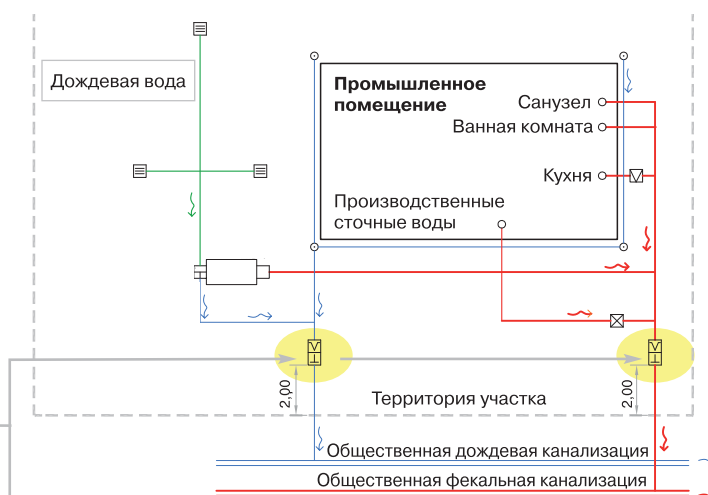 Дождевая вода
Промышленное
помещение
Санузел
Ванная комната
Кухня
Производственные
сточные воды
2,00
2,00
Территория участка
Общественная дождевая канализация
Общественная фекальная канализация